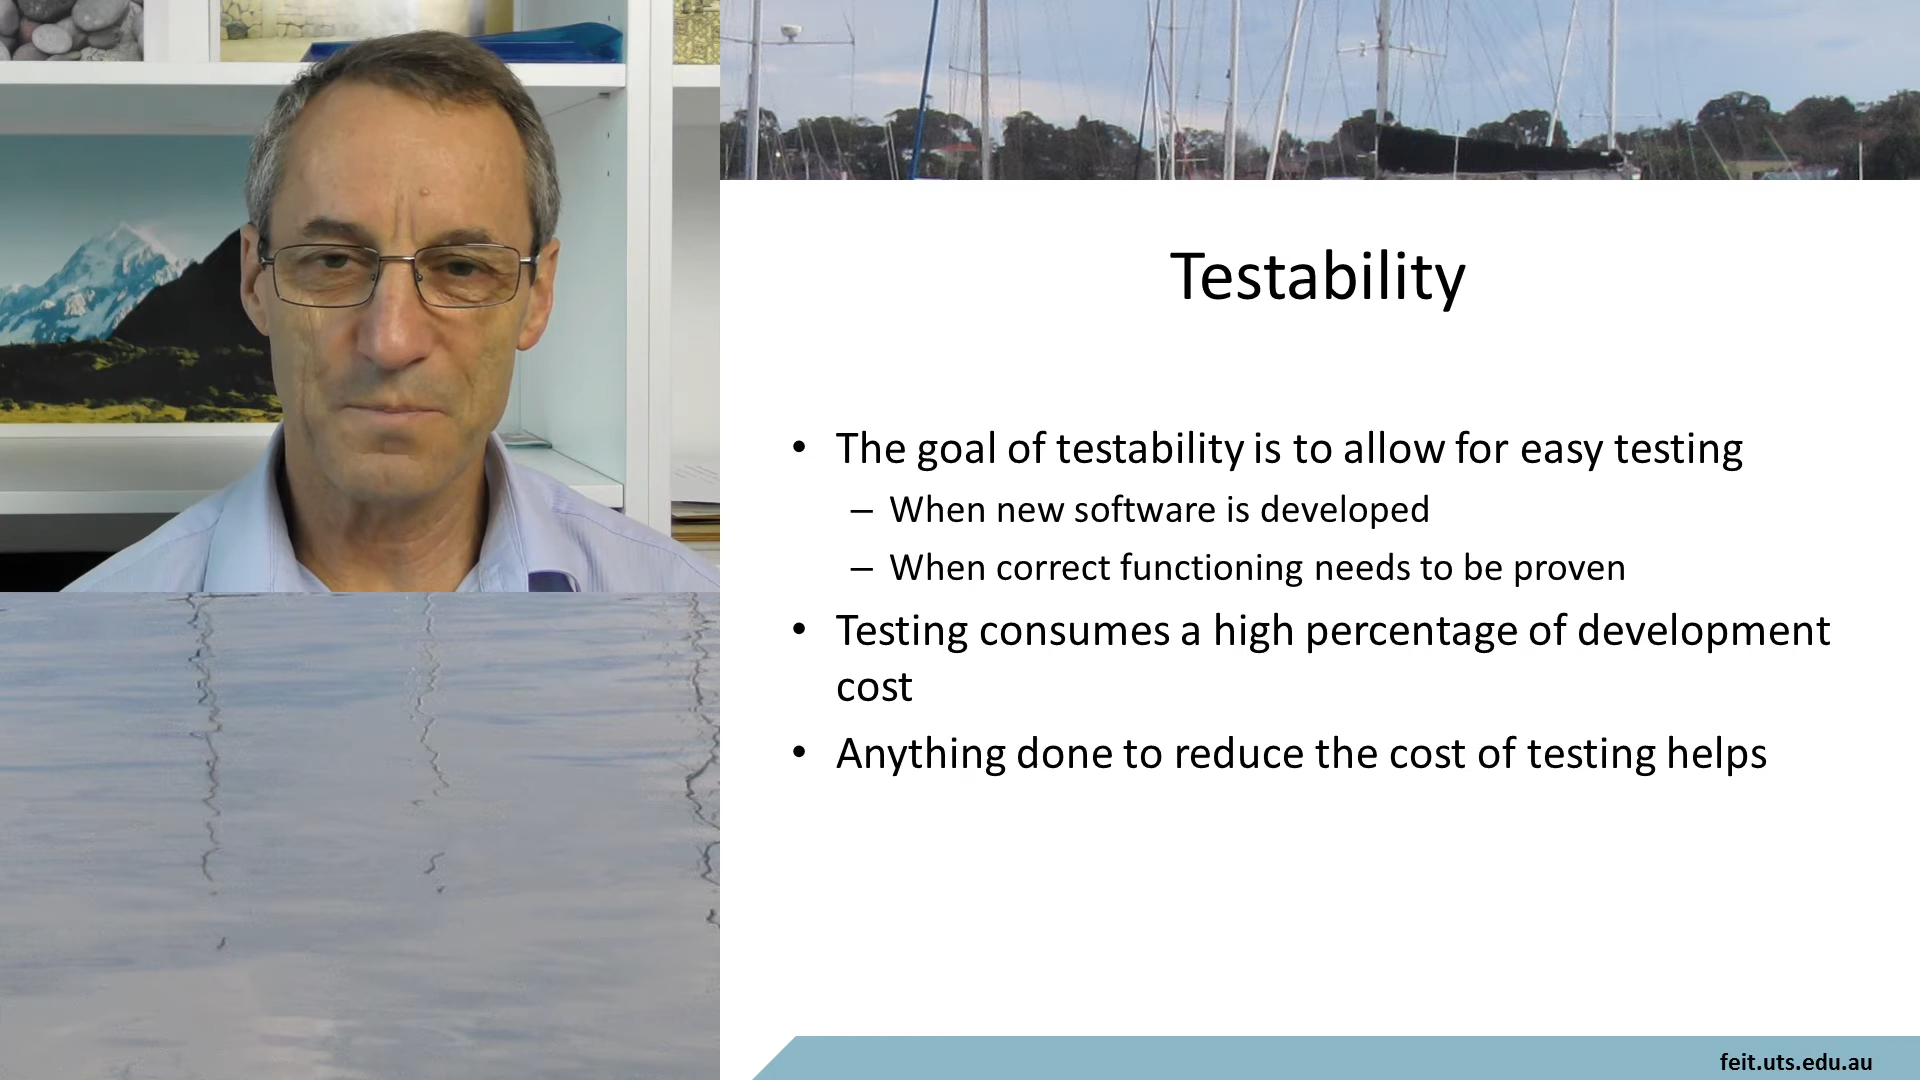 Testability
• The goal of testability is to allow for easy testing
– When new software is developed
– When correct functioning needs to be proven
• Testing consumes a high percentage of development
cost
• Anything done to reduce the cost of testing helps
feit.uts.edu.au